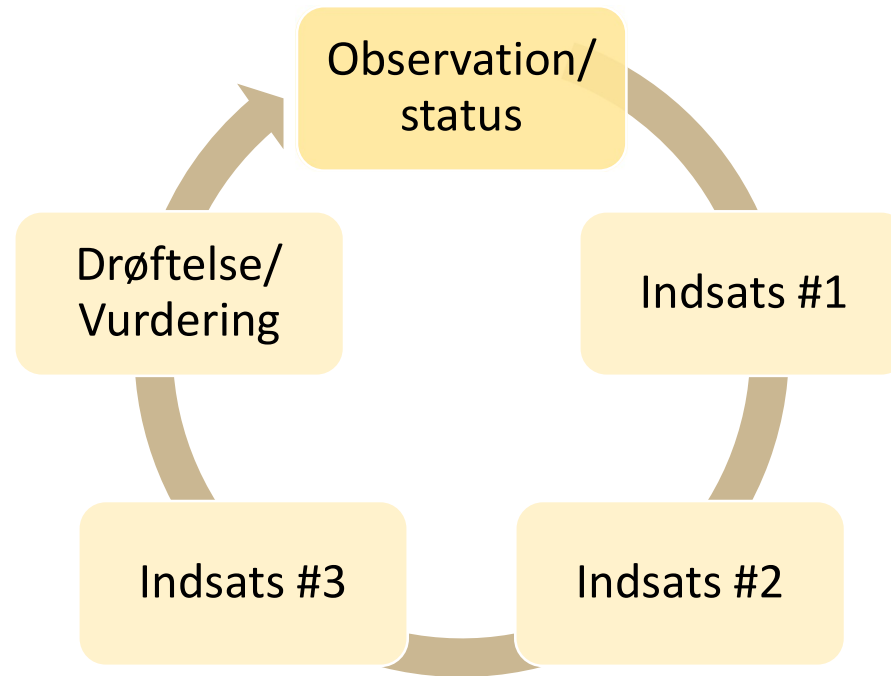 Observation/
status
Indsats #1
Indsats #2
Indsats #3
Drøftelse/
Vurdering